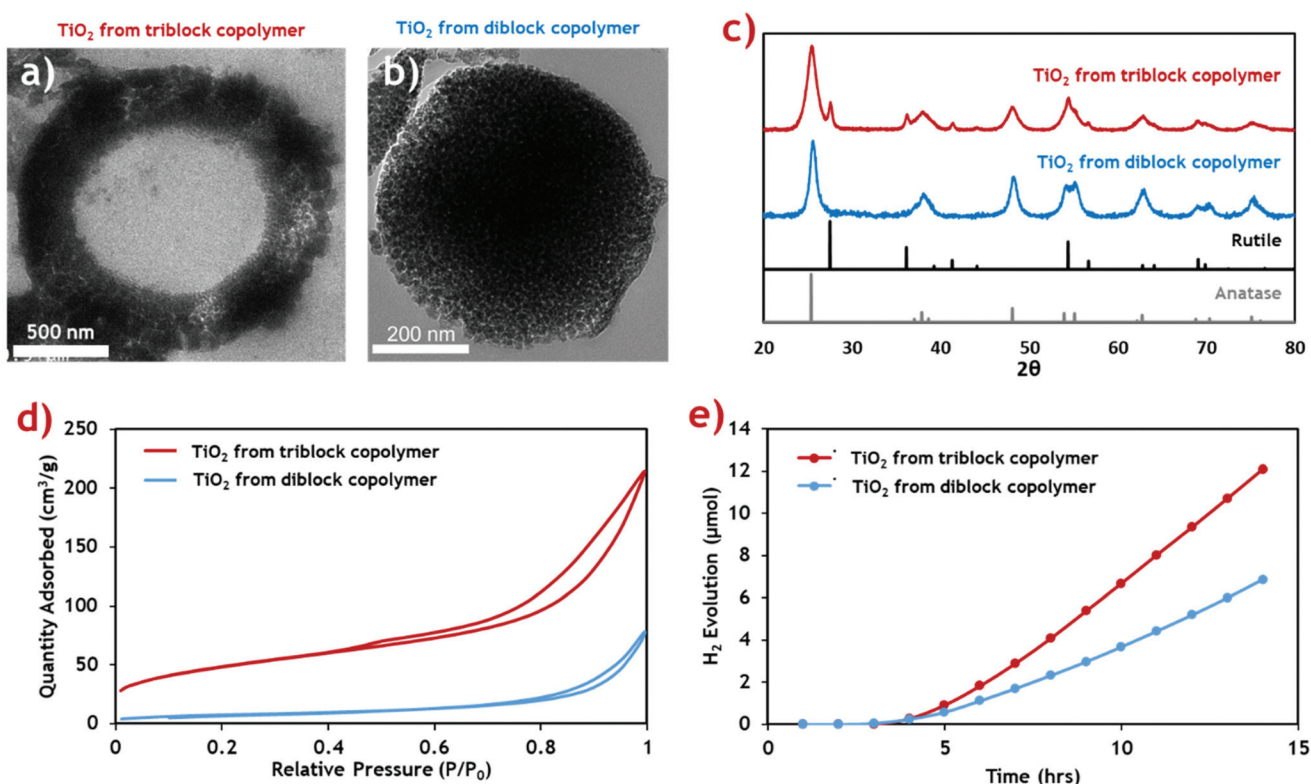 TiO₂ from triblock copolymer
TiO₂ from diblock copolymer
a)
500 nm
b)
200 nm
c)
TiO₂ from triblock copolymer
TiO₂ from diblock copolymer
Rutile
Anatase
20 30 40 50 60 70 80
2θ
d)
Quantity Adsorbed (cm³/g)
250
200
150
100
50
0
TiO₂ from triblock copolymer
TiO₂ from diblock copolymer
0 0.2 0.4 0.6 0.8 1
Relative Pressure (P/P₀)
e)
H₂ Evolution (μmol)
14
12
10
8
6
4
2
0
TiO₂ from triblock copolymer
TiO₂ from diblock copolymer
0 5 10 15
Time (hrs)